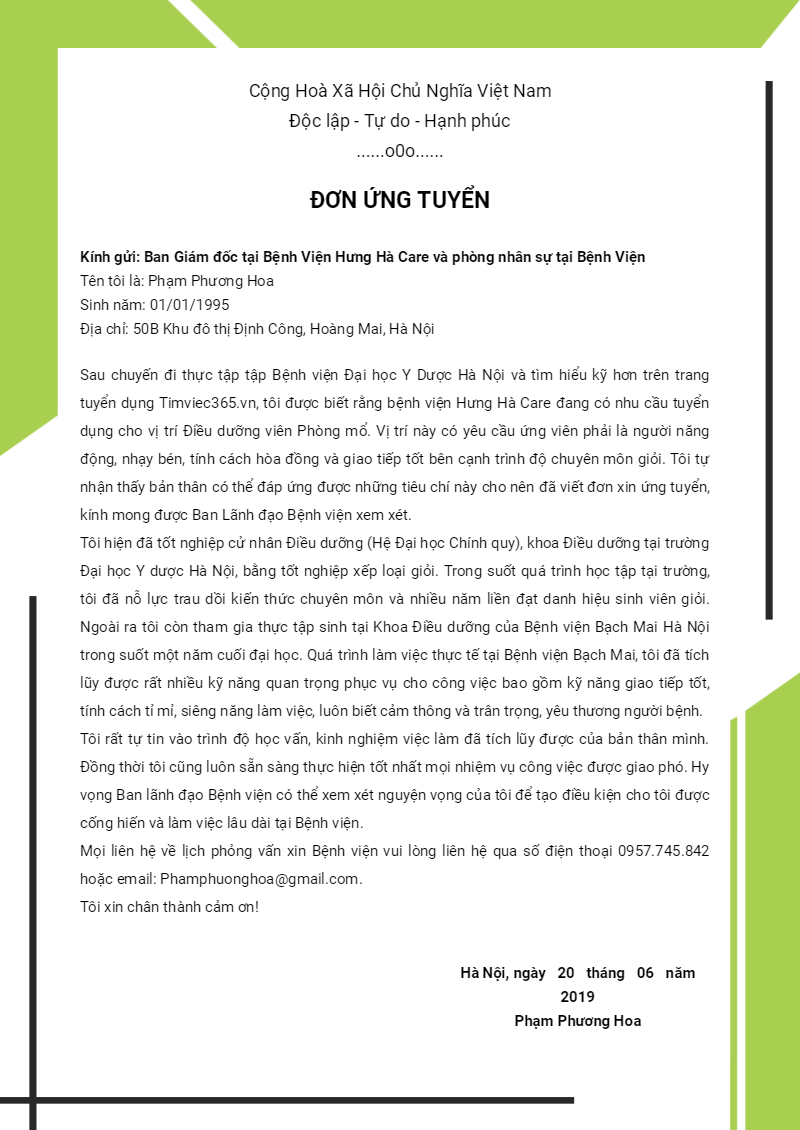 Cộng Hoà Xã Hội Chủ Nghĩa Việt Nam
Độc lập - Tự do - Hạnh phúc
......o0o......
ĐƠN ỨNG TUYỂN
Kính gửi: Ban Giám đốc tại Bệnh Viện Hưng Hà Care và phòng nhân sự tại Bệnh Viện
Tên tôi là: Phạm Phương Hoa
Sinh năm: 01/01/1995
Địa chỉ: 50B Khu đô thị Định Công, Hoàng Mai, Hà Nội
Sau chuyến đi thực tập tập Bệnh viện Đại học Y Dược Hà Nội và tìm hiểu kỹ hơn trên trang
tuyển dụng Timviec365.vn, tôi được biết rằng bệnh viện Hưng Hà Care đang có nhu cầu tuyển
dụng cho vị trí Điều dưỡng viên Phòng mổ. Vị trí này có yêu cầu ứng viên phải là người năng
động, nhạy bén, tính cách hòa đồng và giao tiếp tốt bên cạnh trình độ chuyên môn giỏi. Tôi tự
nhận thấy bản thân có thể đáp ứng được những tiêu chí này cho nên đã viết đơn xin ứng tuyển,
kính mong được Ban Lãnh đạo Bệnh viện xem xét.
Tôi hiện đã tốt nghiệp cử nhân Điều dưỡng (Hệ Đại học Chính quy), khoa Điều dưỡng tại trường
Đại học Y dược Hà Nội, bằng tốt nghiệp xếp loại giỏi. Trong suốt quá trình học tập tại trường,
tôi đã nỗ lực trau dồi kiến thức chuyên môn và nhiều năm liền đạt danh hiệu sinh viên giỏi.
Ngoài ra tôi còn tham gia thực tập sinh tại Khoa Điều dưỡng của Bệnh viện Bạch Mai Hà Nội
trong suốt một năm cuối đại học. Quá trình làm việc thực tế tại Bệnh viện Bạch Mai, tôi đã tích
lũy được rất nhiều kỹ năng quan trọng phục vụ cho công việc bao gồm kỹ năng giao tiếp tốt,
tính cách tỉ mỉ, siêng năng làm việc, luôn biết cảm thông và trân trọng, yêu thương người bệnh.
Tôi rất tự tin vào trình độ học vấn, kinh nghiệm việc làm đã tích lũy được của bản thân mình.
Đồng thời tôi cũng luôn sẵn sàng thực hiện tốt nhất mọi nhiệm vụ công việc được giao phó. Hy
vọng Ban lãnh đạo Bệnh viện có thể xem xét nguyện vọng của tôi để tạo điều kiện cho tôi được
cống hiến và làm việc lâu dài tại Bệnh viện.
Mọi liên hệ về lịch phỏng vấn xin Bệnh viện vui lòng liên hệ qua số điện thoại 0957.745.842
hoặc email: Phamphuonghoa@gmail.com.
Tôi xin chân thành cảm ơn!
Hà Nội, ngày 20 tháng 06 năm
2019
Phạm Phương Hoa